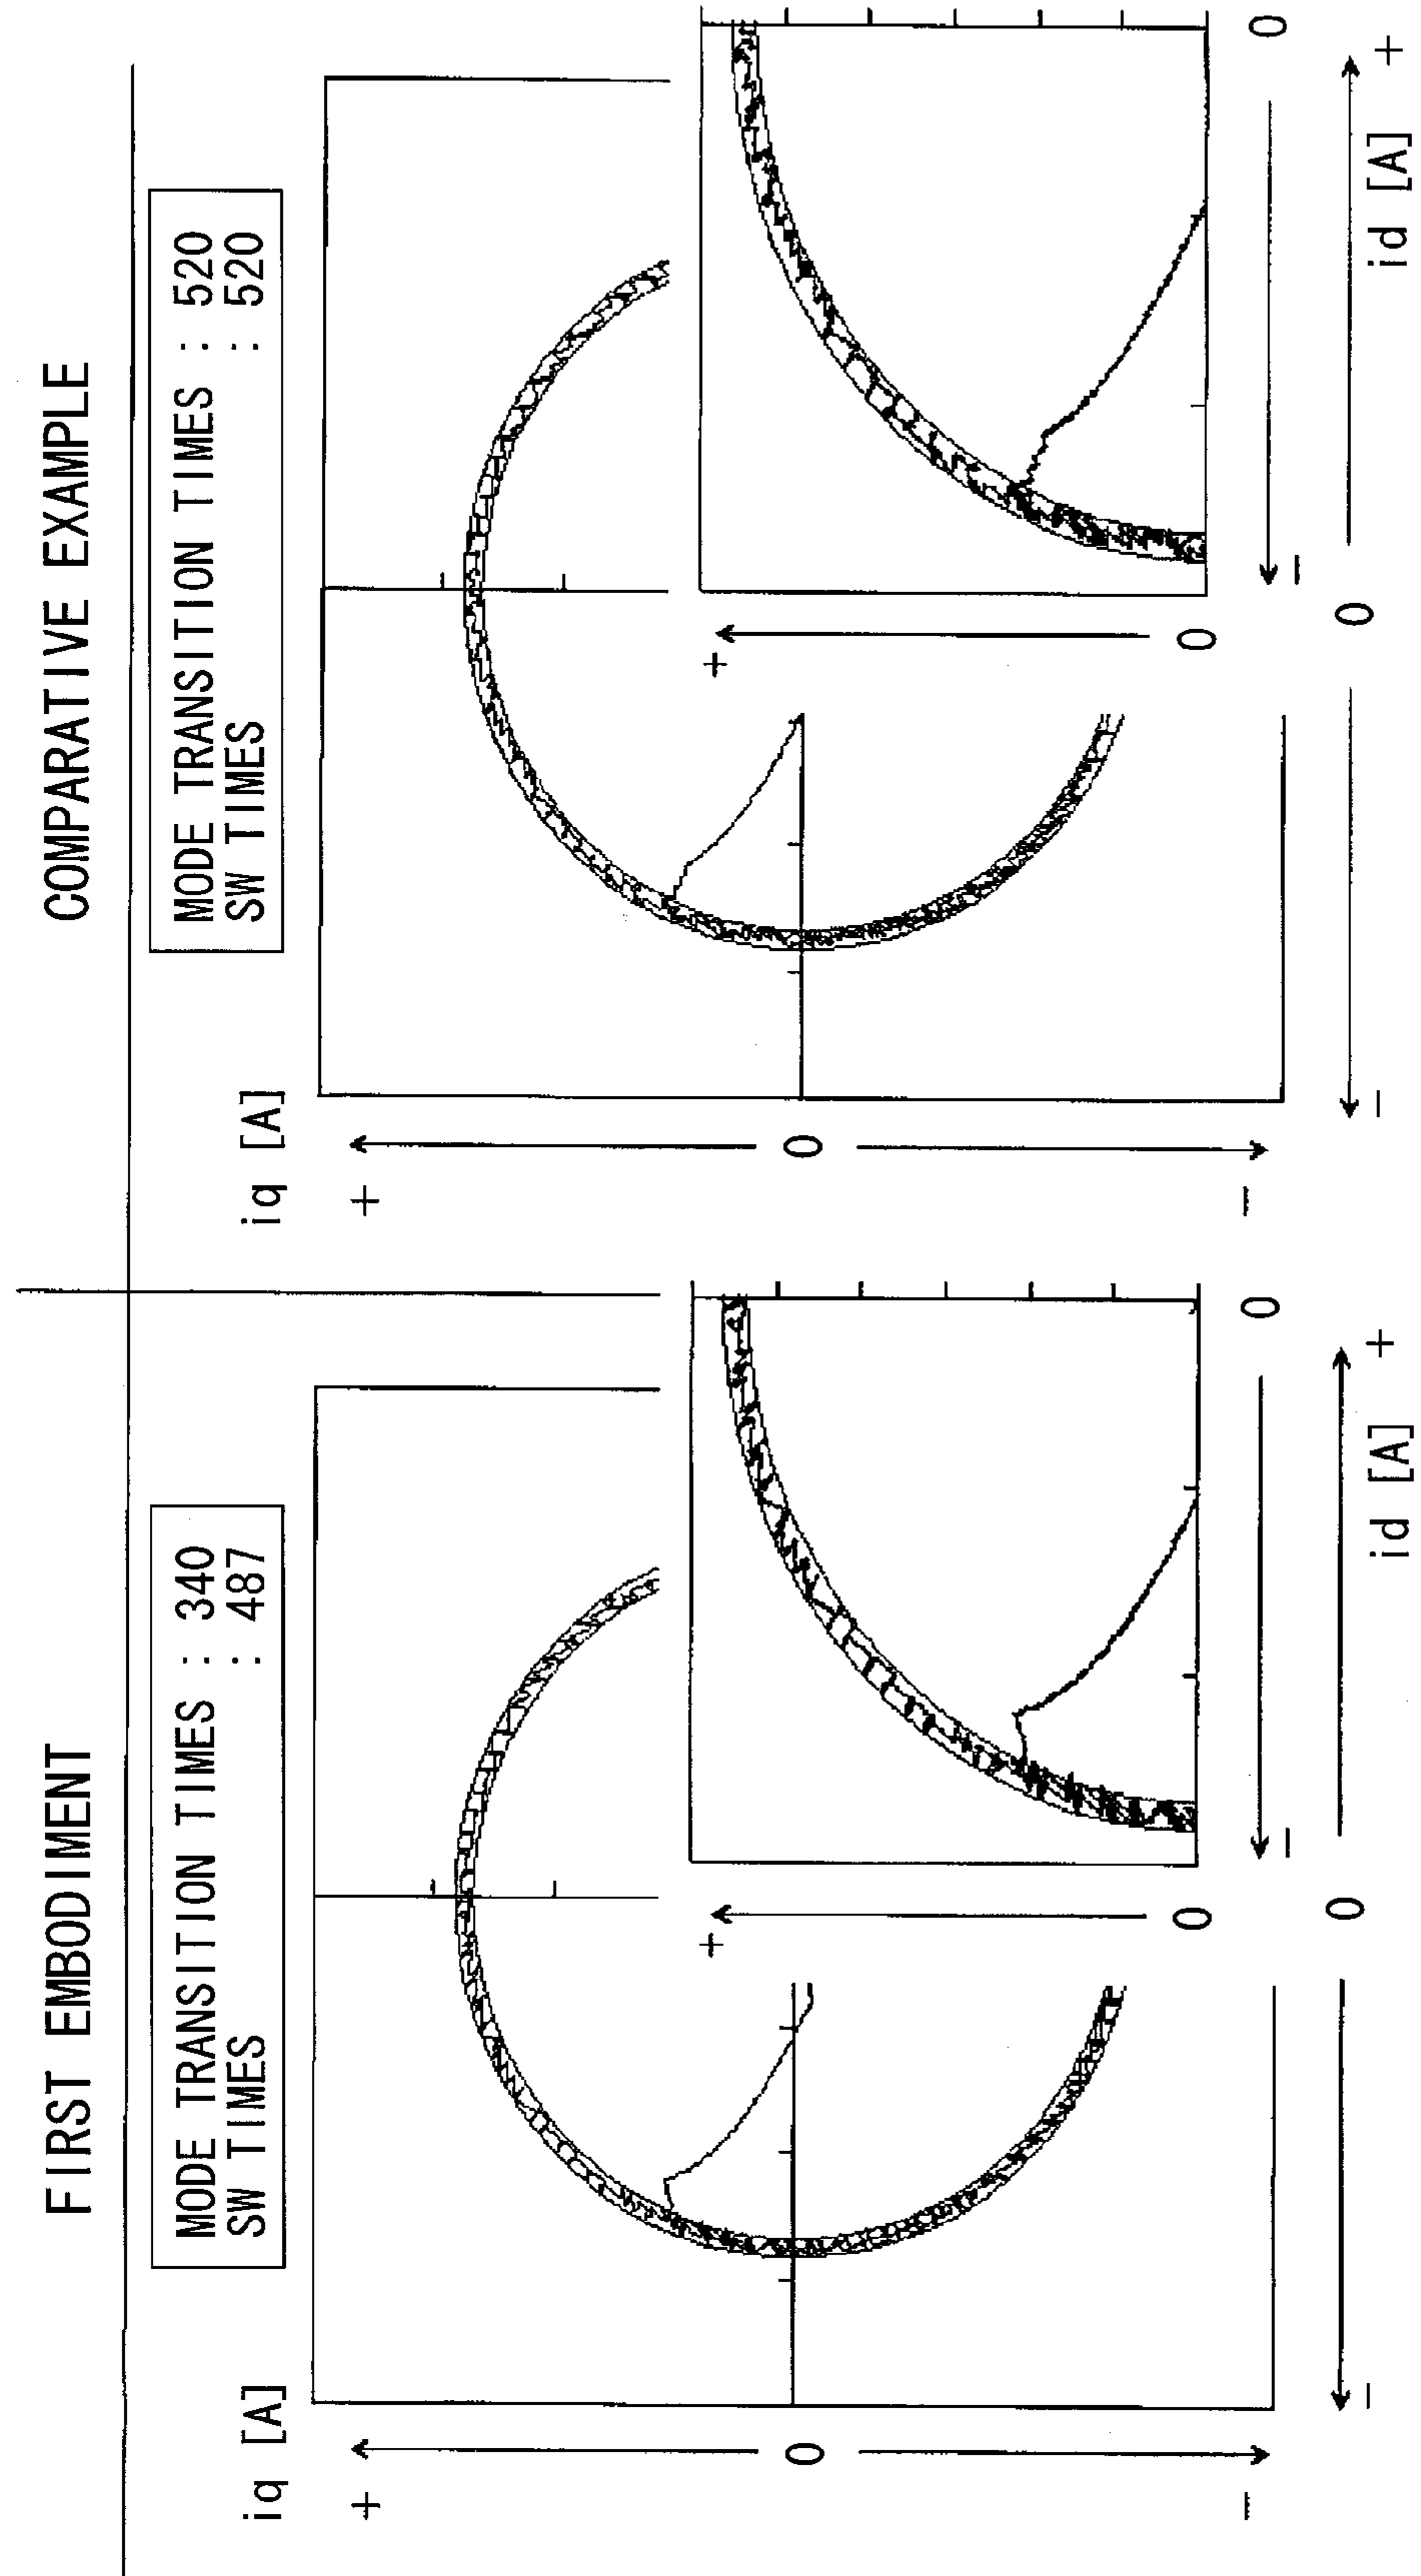 FIRST EMBODIMENT
MODE TRANSITION TIMES : 340
SW TIMES : 487
iq [A]
+
0
−
+
0
−
0
−
0
id [A]
+
COMPARATIVE EXAMPLE
MODE TRANSITION TIMES : 520
SW TIMES : 520
iq [A]
+
0
−
+
0
−
0
−
0
id [A]
+